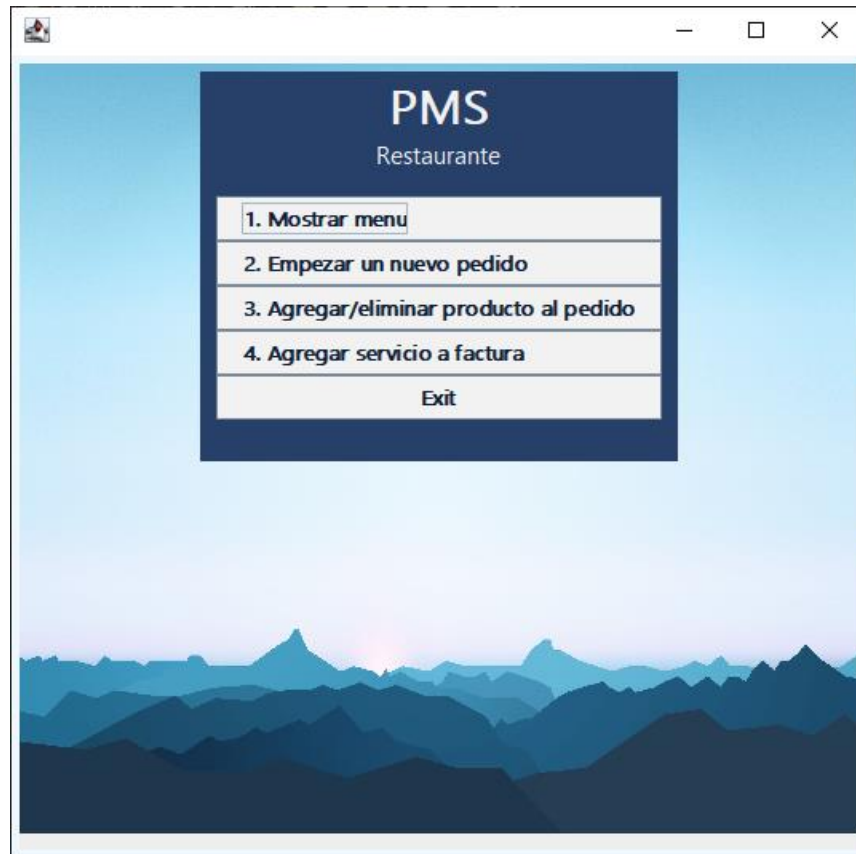 PMS
Restaurante
1. Mostrar menu
2. Empezar un nuevo pedido
3. Agregar/eliminar producto al pedido
4. Agregar servicio a factura
Exit